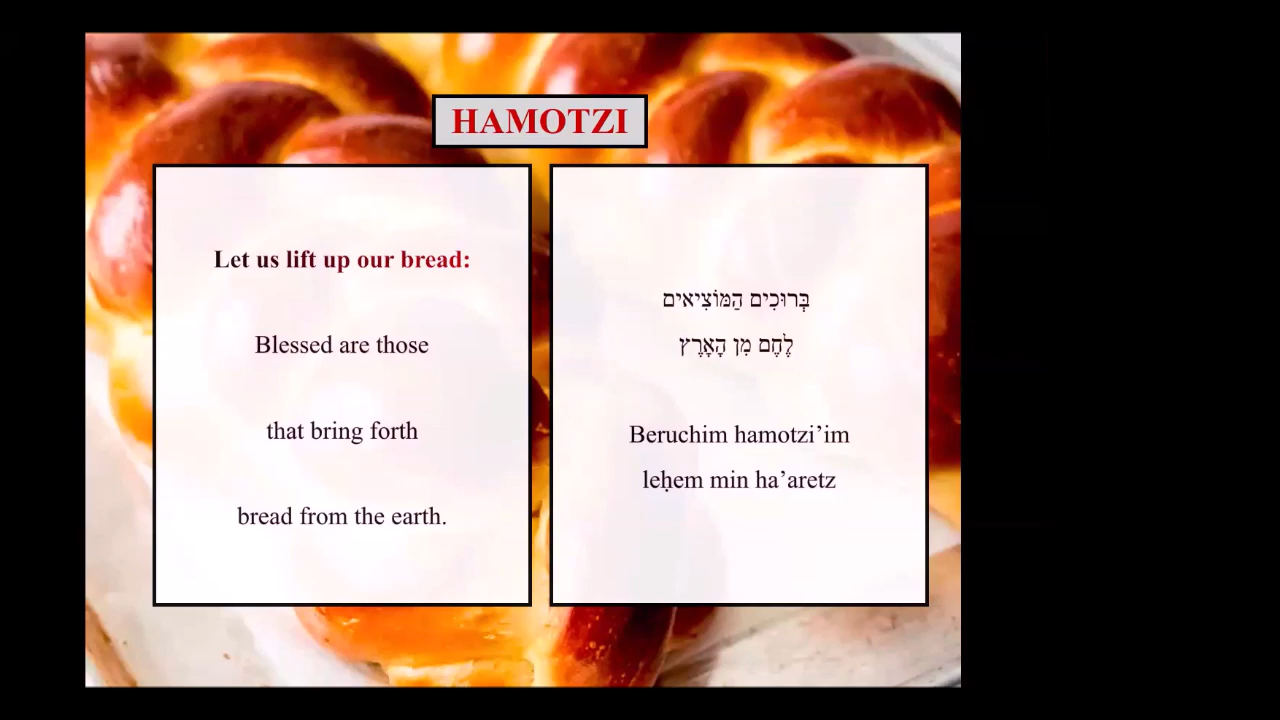 HAMOTZI
Let us lift up our bread:
Blessed are those
that bring forth
bread from the earth.
בְּרוּכִים הַמּוֹצִיאִים
לֶחֶם מִן הָאָרֶץ
Beruchim hamotzi’im
leḥem min ha’aretz